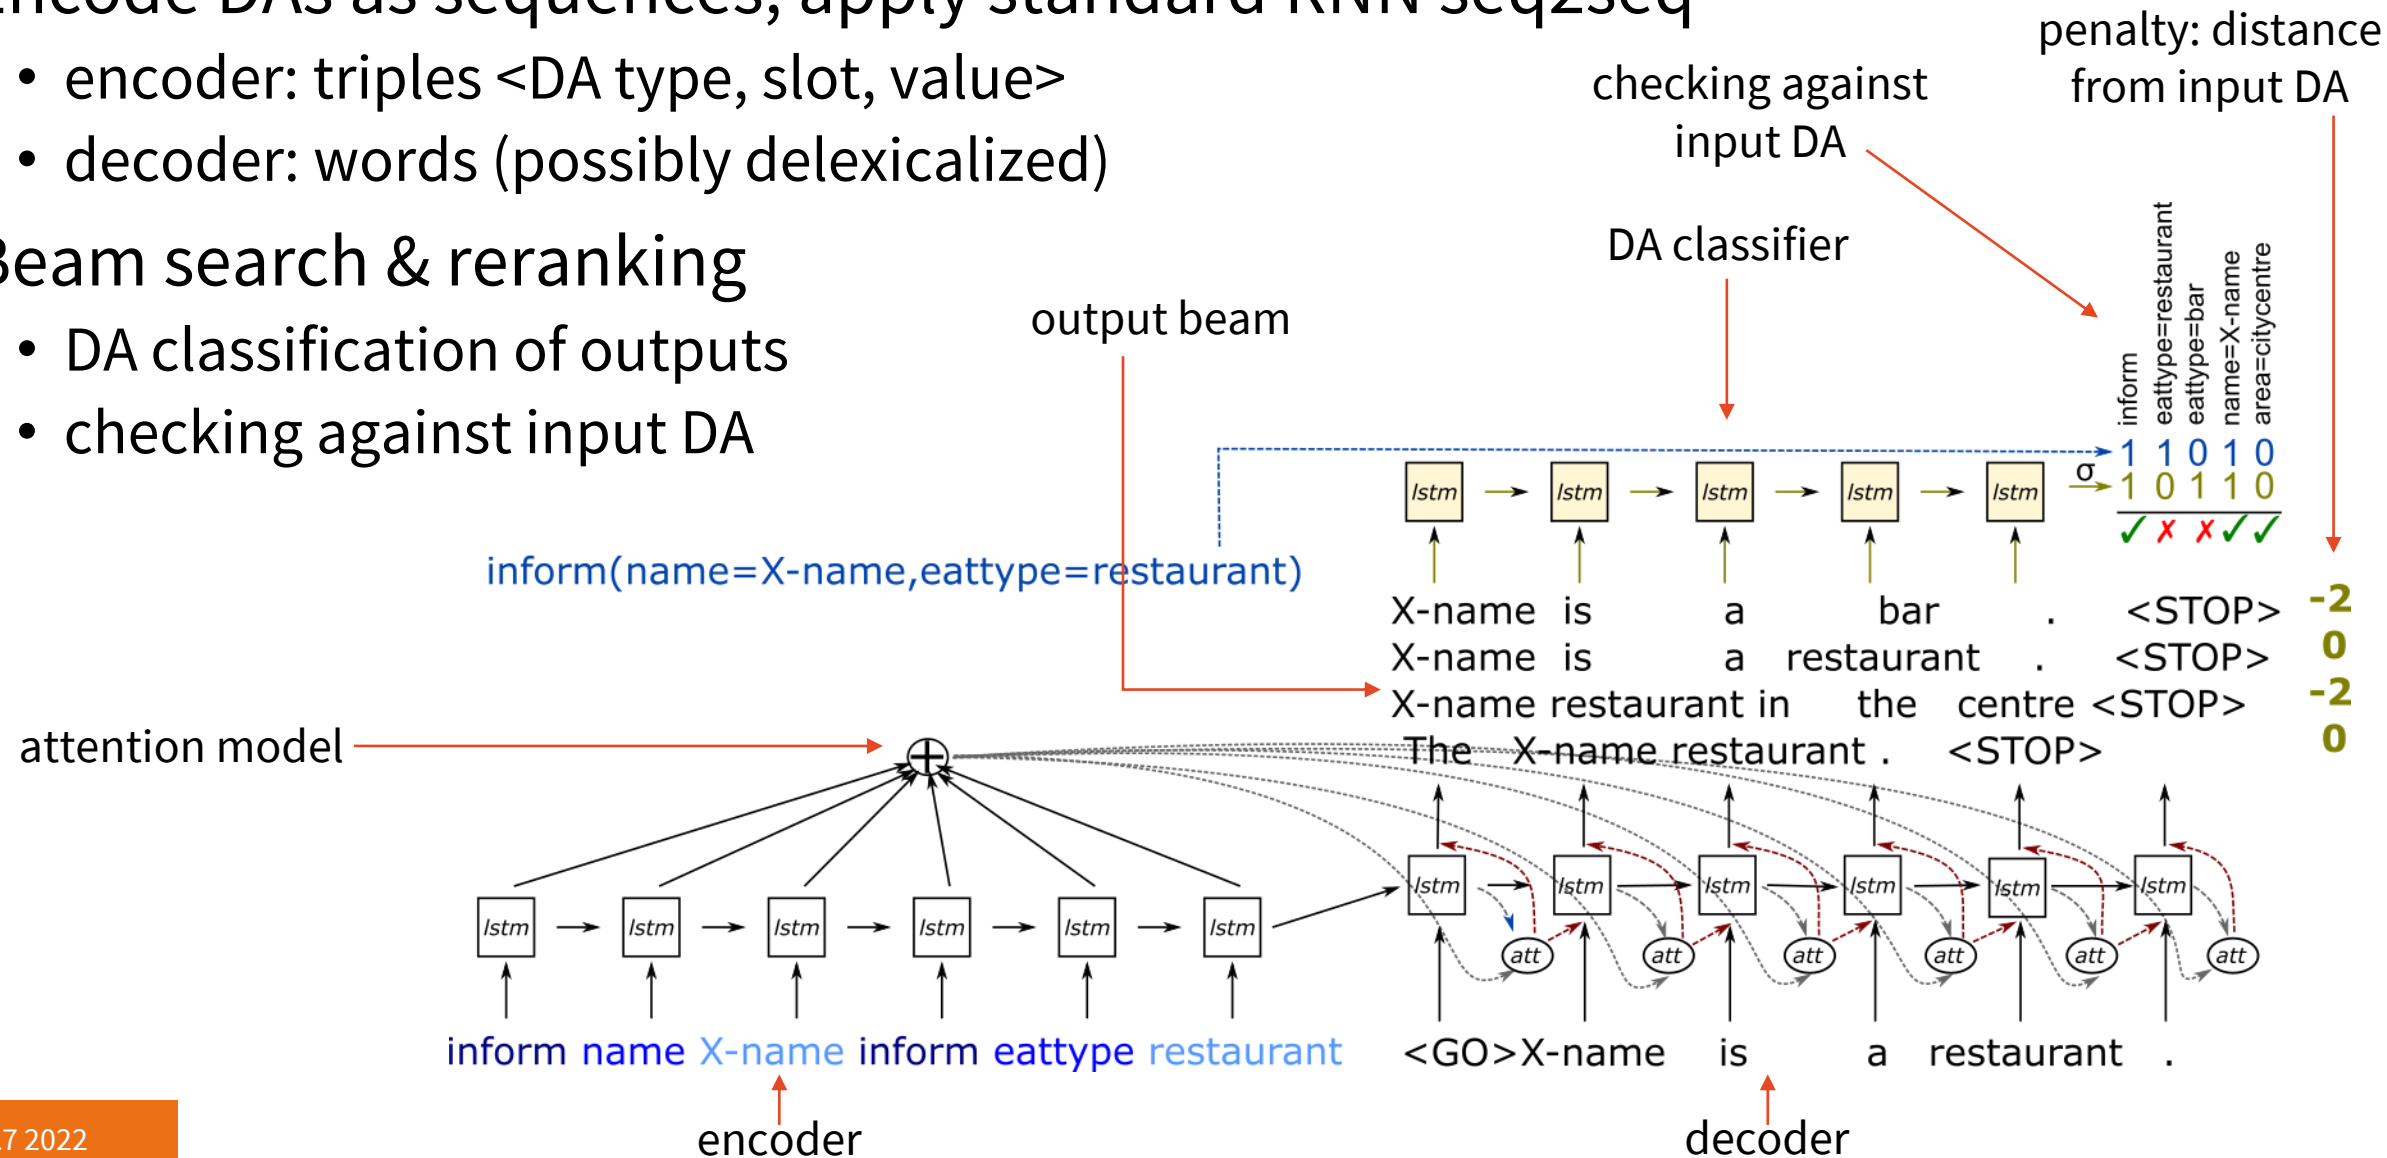 encode DAs as sequences, apply standard RNN seq2seq
• encoder: triples <DA type, slot, value>
• decoder: words (possibly delexicalized)
Beam search & reranking
• DA classification of outputs
• checking against input DA
penalty: distance
from input DA
checking against
input DA
DA classifier
output beam
inform
eattype=restaurant
eattype=bar
name=X-name
area=citycentre
1 1 0 1 0
σ
1 0 1 1 0
✓ ✗ ✗ ✓ ✓
lstm lstm lstm lstm lstm
inform(name=X-name,eattype=restaurant)
X-name is a bar . <STOP> -2
X-name is a restaurant . <STOP> 0
X-name restaurant in the centre <STOP> -2
The X-name restaurant . <STOP> 0
attention model
+
lstm lstm lstm lstm lstm lstm
lstm lstm lstm lstm lstm lstm
att att att att att att
inform name X-name inform eattype restaurant
<GO> X-name is a restaurant .
encoder
decoder
7 2022